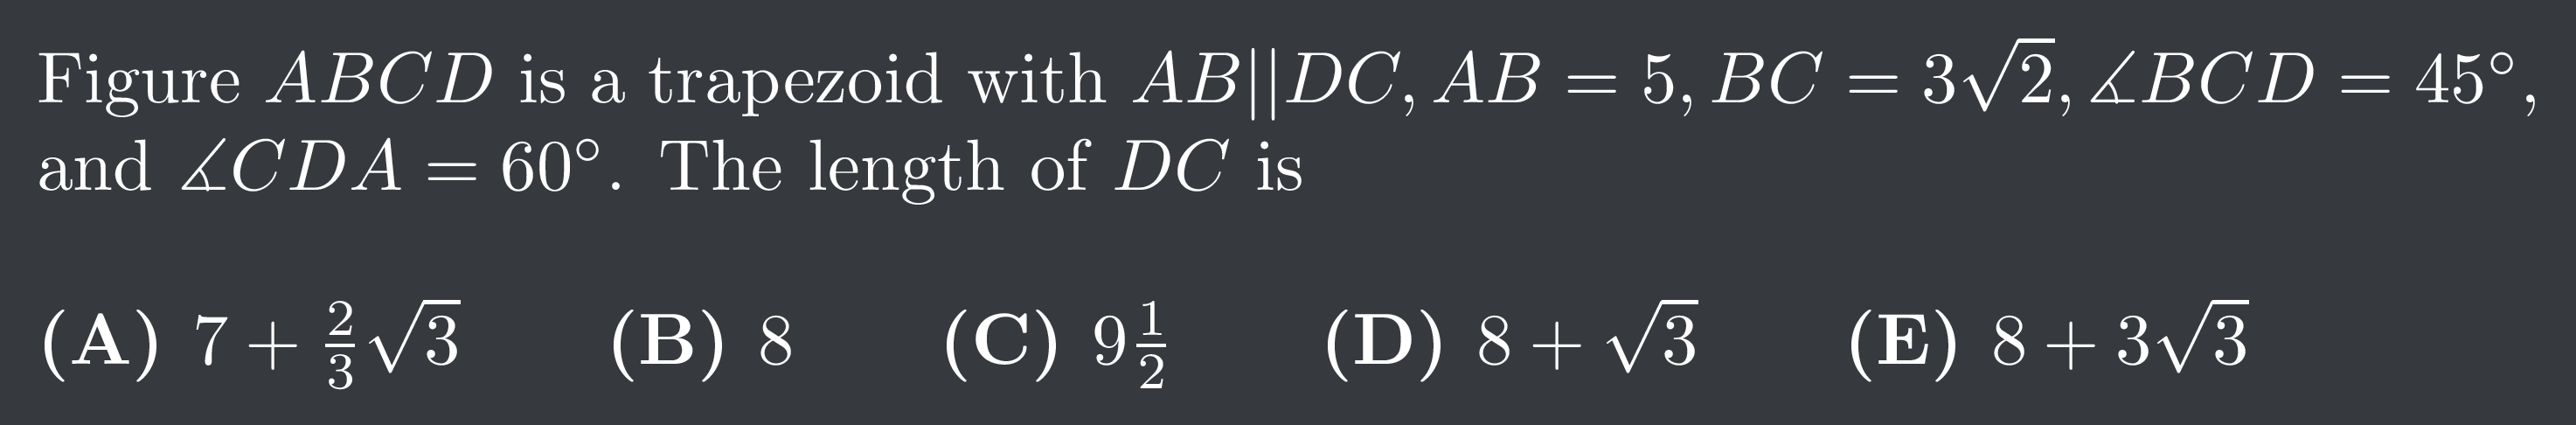 Figure ABCD is a trapezoid with AB||DC, AB = 5, BC = 3√2, ∡BCD = 45°,
and ∡CDA = 60°. The length of DC is
(A) 7 + 2/3√3 (B) 8 (C) 9 1/2 (D) 8 + √3 (E) 8 + 3√3